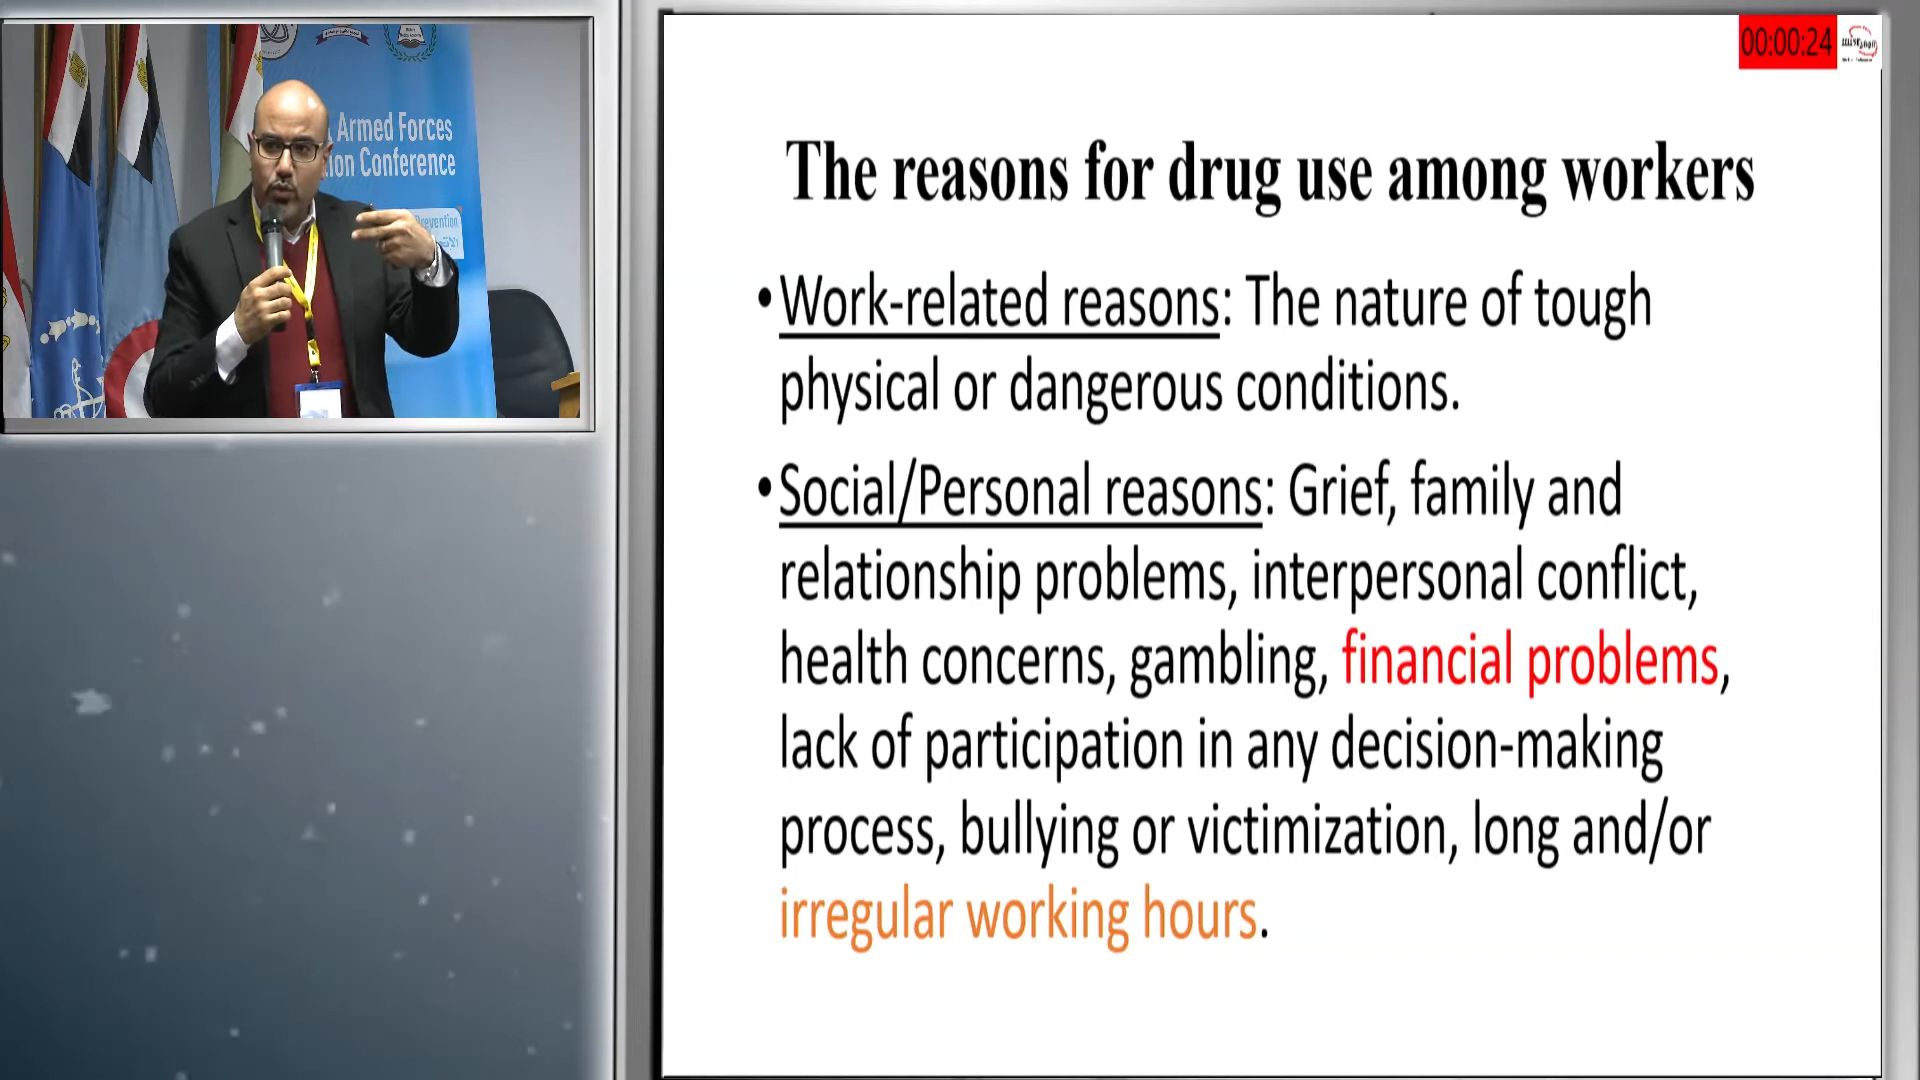 Armed Forces
tion Conference
Prevention
00:00:24
The reasons for drug use among workers
•Work-related reasons: The nature of tough
physical or dangerous conditions.
•Social/Personal reasons: Grief, family and
relationship problems, interpersonal conflict,
health concerns, gambling, financial problems,
lack of participation in any decision-making
process, bullying or victimization, long and/or
irregular working hours.